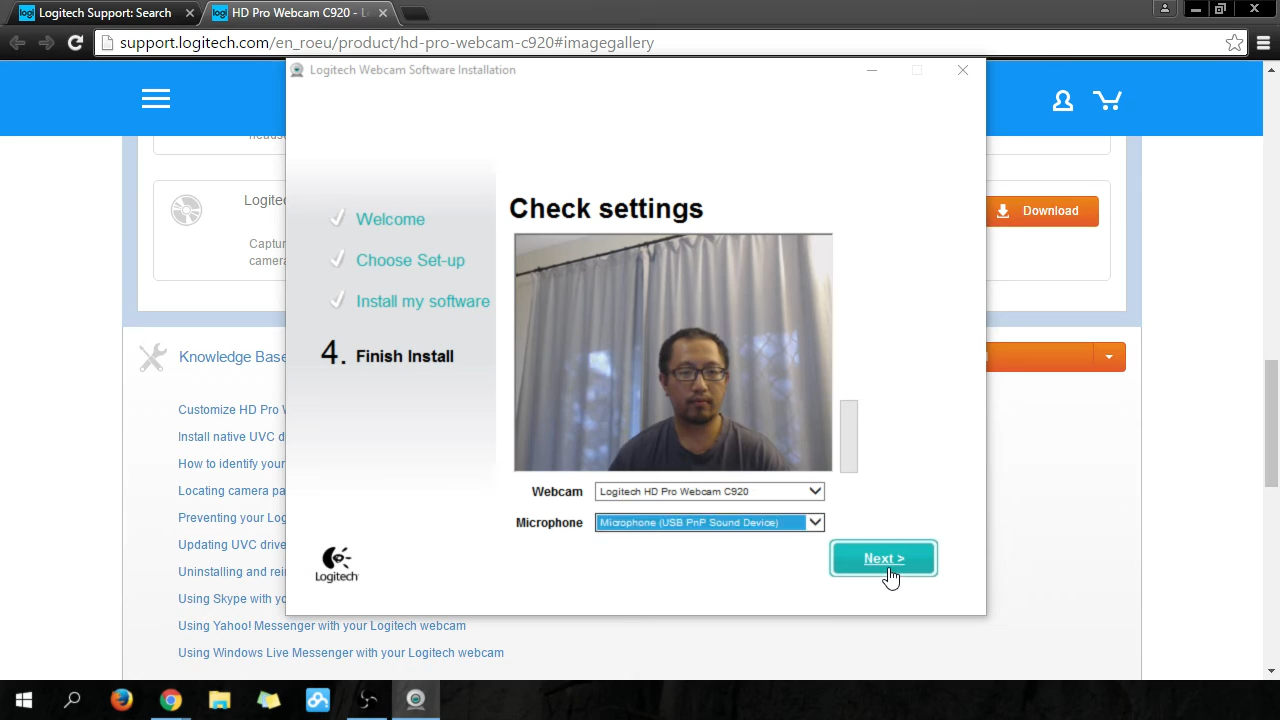 Logitech Support: Search
HD Pro Webcam C920 - L
support.logitech.com/en_roeu/product/hd-pro-webcam-c920#imagegallery
Logitech Webcam Software Installation
Check settings
Welcome
Choose Set-up
Install my software
4. Finish Install
Webcam Logitech HD Pro Webcam C920
Microphone Microphone (USB PnP Sound Device)
Next >
Logitech
Download
Captur
camera
Knowledge Base
Customize HD Pro
Install native UVC d
How to identify your
Locating camera pa
Preventing your Log
Updating UVC drive
Uninstalling and rei
Using Skype with yo
Using Yahoo! Messenger with your Logitech webcam
Using Windows Live Messenger with your Logitech webcam